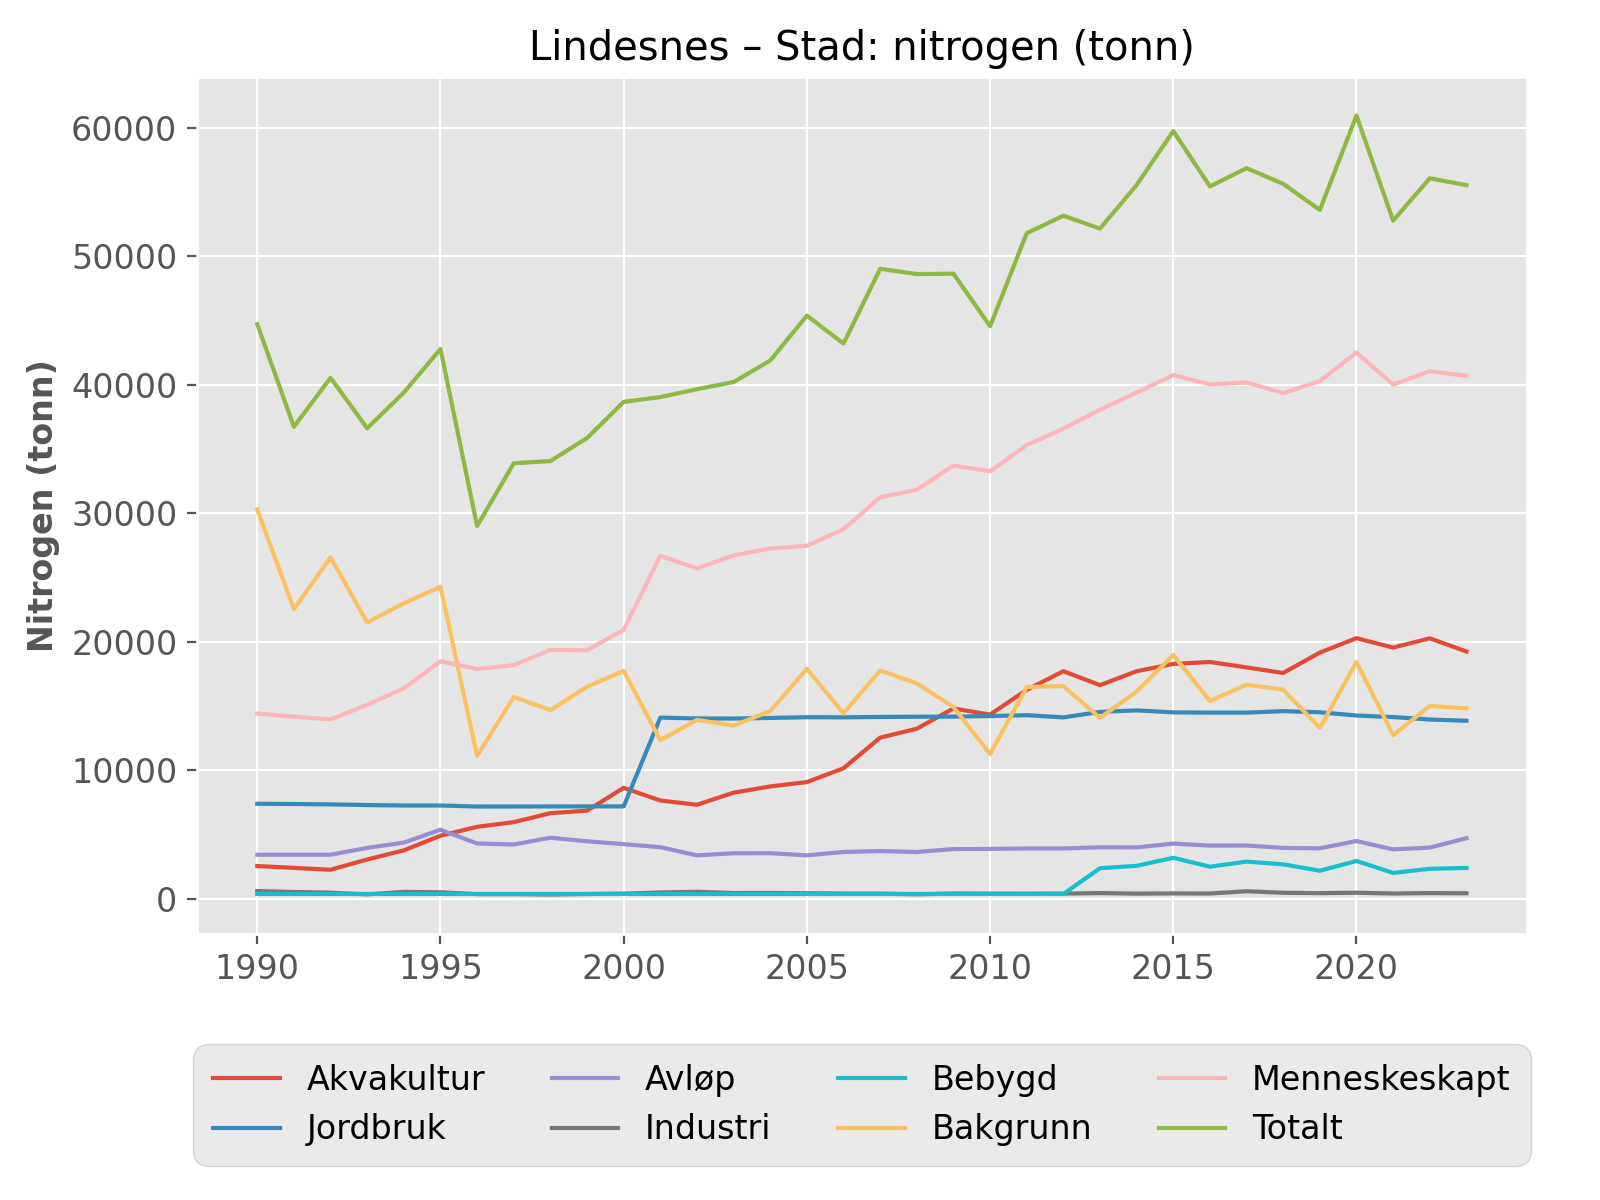 Lindesnes – Stad: nitrogen (tonn)
Nitrogen (tonn)
60000
50000
40000
30000
20000
10000
0
1990 1995 2000 2005 2010 2015 2020
Akvakultur Avløp Bebygd Menneskeskapt
Jordbruk Industri Bakgrunn Totalt